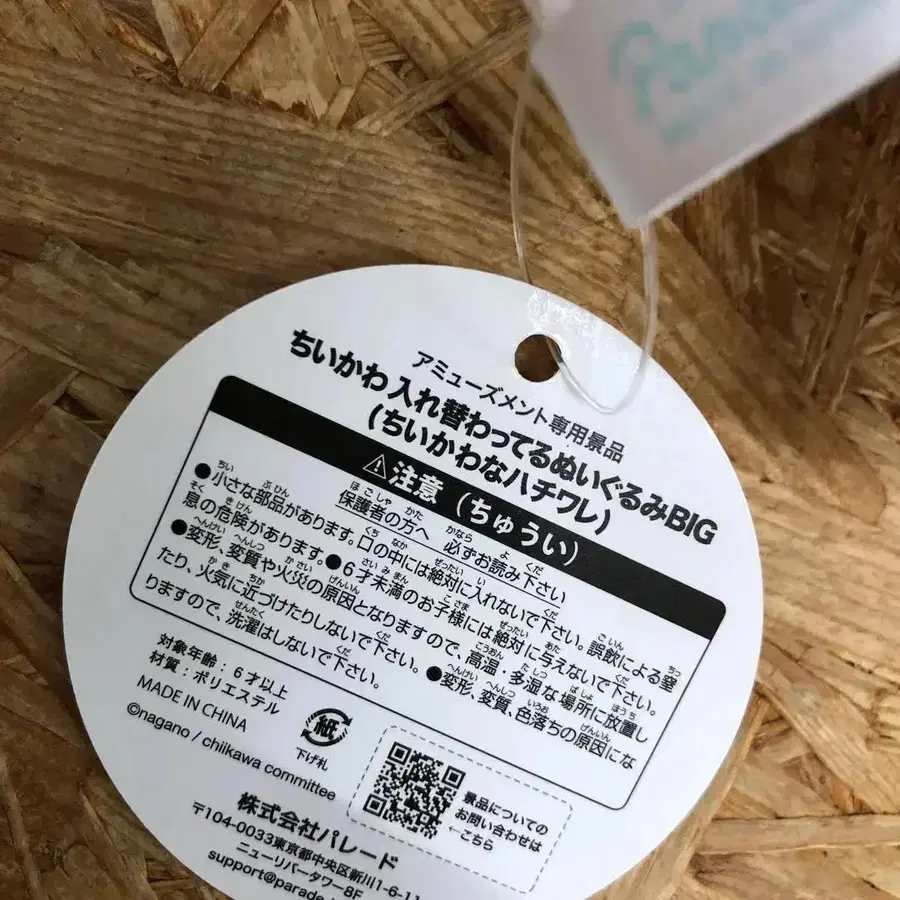 アミューズメント専用景品
ちいかわ 入れ替わってるぬいぐるみBIG
(ちいかわなハチワレ)
⚠注意(ちゅうい)
保護者の方へ 必ずお読み下さい
●小さな部品があります。口の中には絶対に入れないで下さい。誤飲による窒
息の危険があります。●6才未満のお子様には絶対に与えないで下さい。
●変形、変質や火災の原因となりますので、高温・多湿な場所に放置し
たり、火気に近づけたりしないで下さい。●変形、変質、色落ちの原因にな
りますので、洗濯はしないで下さい。
対象年齢:6才以上
材質:ポリエステル
MADE IN CHINA
©nagano / chiikawa committee
紙
下げ札
景品についての
お問い合わせは
←こちら
株式会社パレード
〒104-0033東京都中央区新川1-6-11
ニューリバータワー8F
support@parade